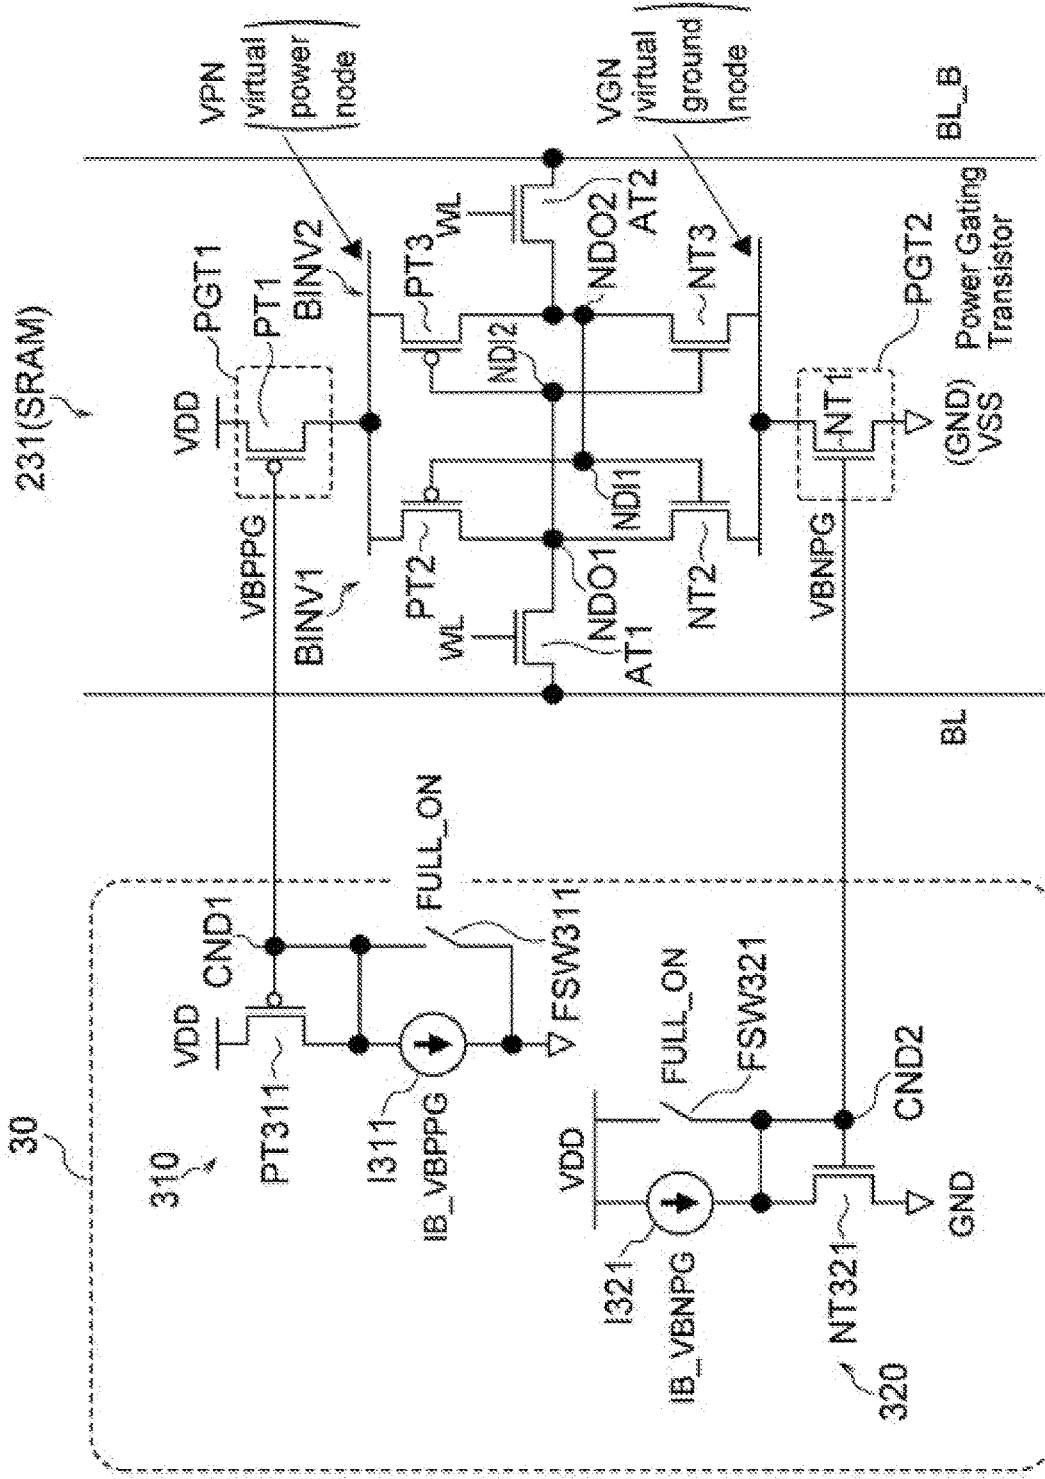 231(SRAM)
30
310
VDD
CND1
PT311
I311
IB_VBPPG
FULL_ON
FSW311
VDD
I321
IB_VBNPG
FULL_ON
FSW321
NT321
CND2
GND
320
VBPPG
VDD
PGT1
PT1
BINV1
BINV2
VPN
virtual
power
node
PT2
PT3
WL
WL
NDI2
NDO1
NDI1
NDO2
AT1
AT2
NT2
NT3
VGN
virtual
ground
node
VBNPG
NT1
PGT2
Power Gating
Transistor
(GND)
VSS
BL
BL_B